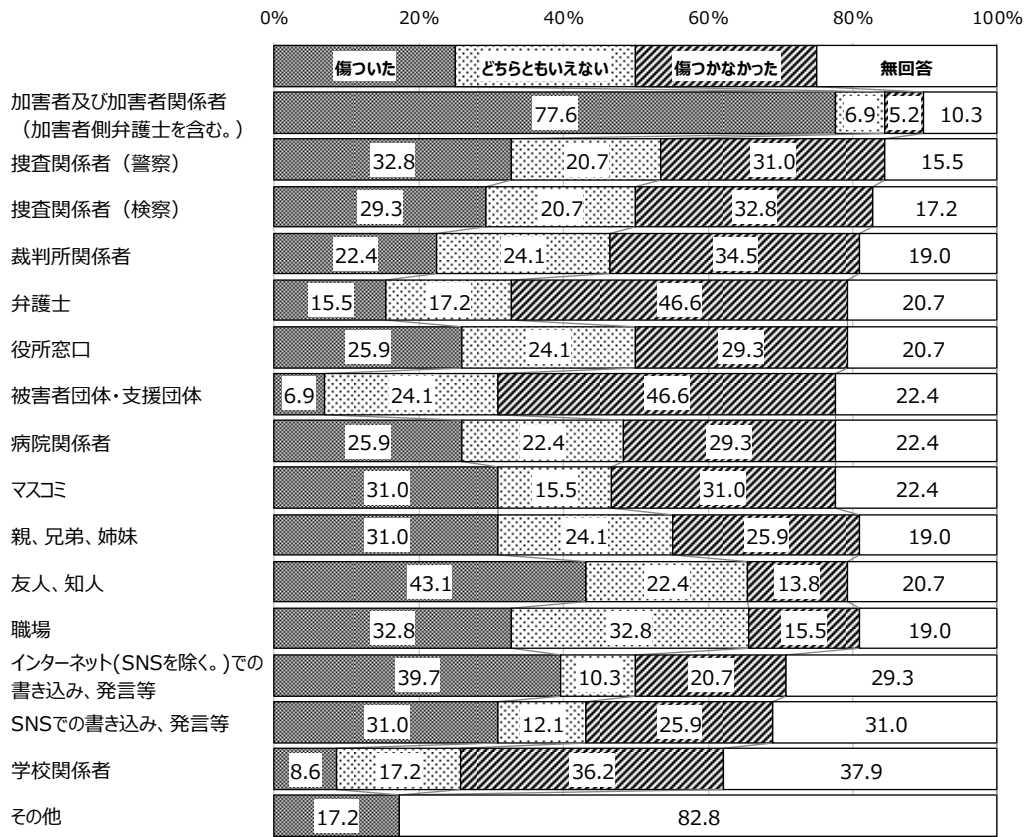 0% 20% 40% 60% 80% 100%
傷ついた どちらともいえない 傷つかなかった 無回答
加害者及び加害者関係者
（加害者側弁護士を含む。） 77.6 6.9 5.2 10.3
捜査関係者（警察） 32.8 20.7 31.0 15.5
捜査関係者（検察） 29.3 20.7 32.8 17.2
裁判所関係者 22.4 24.1 34.5 19.0
弁護士 15.5 17.2 46.6 20.7
役所窓口 25.9 24.1 29.3 20.7
被害者団体・支援団体 6.9 24.1 46.6 22.4
病院関係者 25.9 22.4 29.3 22.4
マスコミ 31.0 15.5 31.0 22.4
親、兄弟、姉妹 31.0 24.1 25.9 19.0
友人、知人 43.1 22.4 13.8 20.7
職場 32.8 32.8 15.5 19.0
インターネット(SNSを除く。)での
書き込み、発言等 39.7 10.3 20.7 29.3
SNSでの書き込み、発言等 31.0 12.1 25.9 31.0
学校関係者 8.6 17.2 36.2 37.9
その他 17.2 82.8